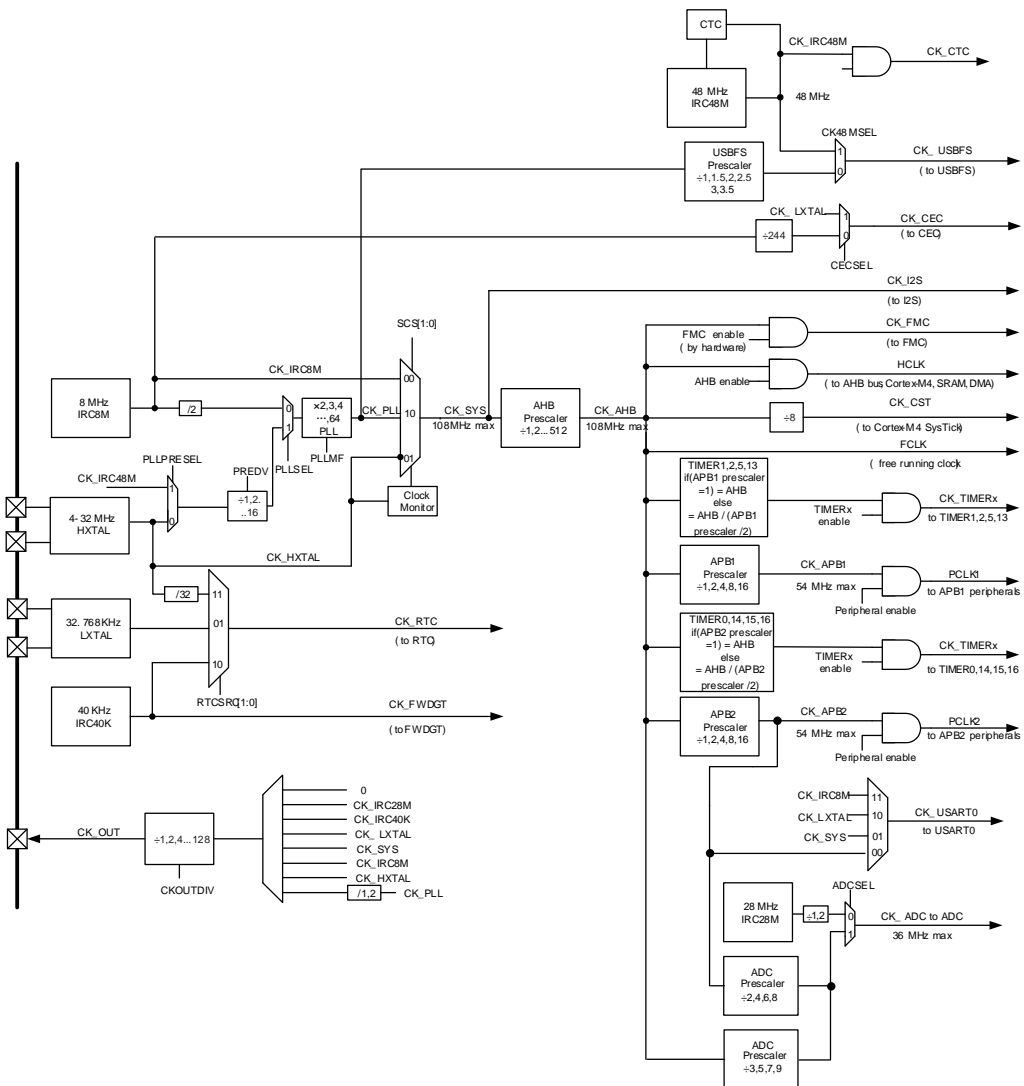 CTC
CK_IRC48M
CK_CTC
48 MHz
IRC48M
48 MHz
CK48MSEL
1
0
CK_ USBFS
( to USBFS)
USBFS
Prescaler
÷1,1.5,2,2.5
3,3.5
CK_ LXTAL
1
0
CK_CEC
( to CEC)
÷244
CECSEL
CK_I2S
(to I2S)
SCS[1:0]
FMC enable
( by hardware)
CK_FMC
( to FMC)
CK_IRC8M
00
HCLK
AHB enable
( to AHB bus,Cortex-M4, SRAM, DMA)
8 MHz
IRC8M
/2
0
1
×2,3,4
…,64
PLL
CK_PLL
10
CK_SYS
108MHz max
AHB
Prescaler
÷1,2...512
CK_AHB
108MHz max
÷8
CK_CST
( to Cortex-M4 SysTick)
FCLK
( free running clock)
PLLPRESEL
PREDV
PLLSEL
PLLMF
01
CK_IRC48M
1
0
÷1,2.
..16
Clock
Monitor
4- 32 MHz
HXTAL
CK_HXTAL
TIMER1,2,5,13
if(APB1 prescaler
=1) = AHB
else
= AHB / (APB1
prescaler /2)
TIMERx
enable
CK_TIMERx
to TIMER1,2,5,13
APB1
Prescaler
÷1,2,4,8,16
CK_APB1
54 MHz max
Peripheral enable
PCLK1
to APB1 peripherals
/32
11
01
10
32. 768KHz
LXTAL
CK_RTC
( to RTC)
TIMER0,14,15,16
if(APB2 prescaler
=1) = AHB
else
= AHB / (APB2
prescaler /2)
TIMERx
enable
CK_TIMERx
to TIMER0,14,15,16
40 KHz
IRC40K
RTCSRC[1:0]
CK_FWDGT
( to FWDGT)
APB2
Prescaler
÷1,2,4,8,16
CK_APB2
54 MHz max
Peripheral enable
PCLK2
to APB2 peripherals
CK_OUT
÷1,2,4...128
CKOUTDIV
0
CK_IRC28M
CK_IRC40K
CK_ LXTAL
CK_SYS
CK_IRC8M
CK_HXTAL
/1,2
CK_PLL
CK_IRC8M
11
CK_LXTAL
10
CK_SYS
01
00
CK_USART0
to USART0
28 MHz
IRC28M
÷1,2
ADCSEL
0
1
CK_ ADC to ADC
36 MHz max
ADC
Prescaler
÷2,4,6,8
ADC
Prescaler
÷3,5,7,9